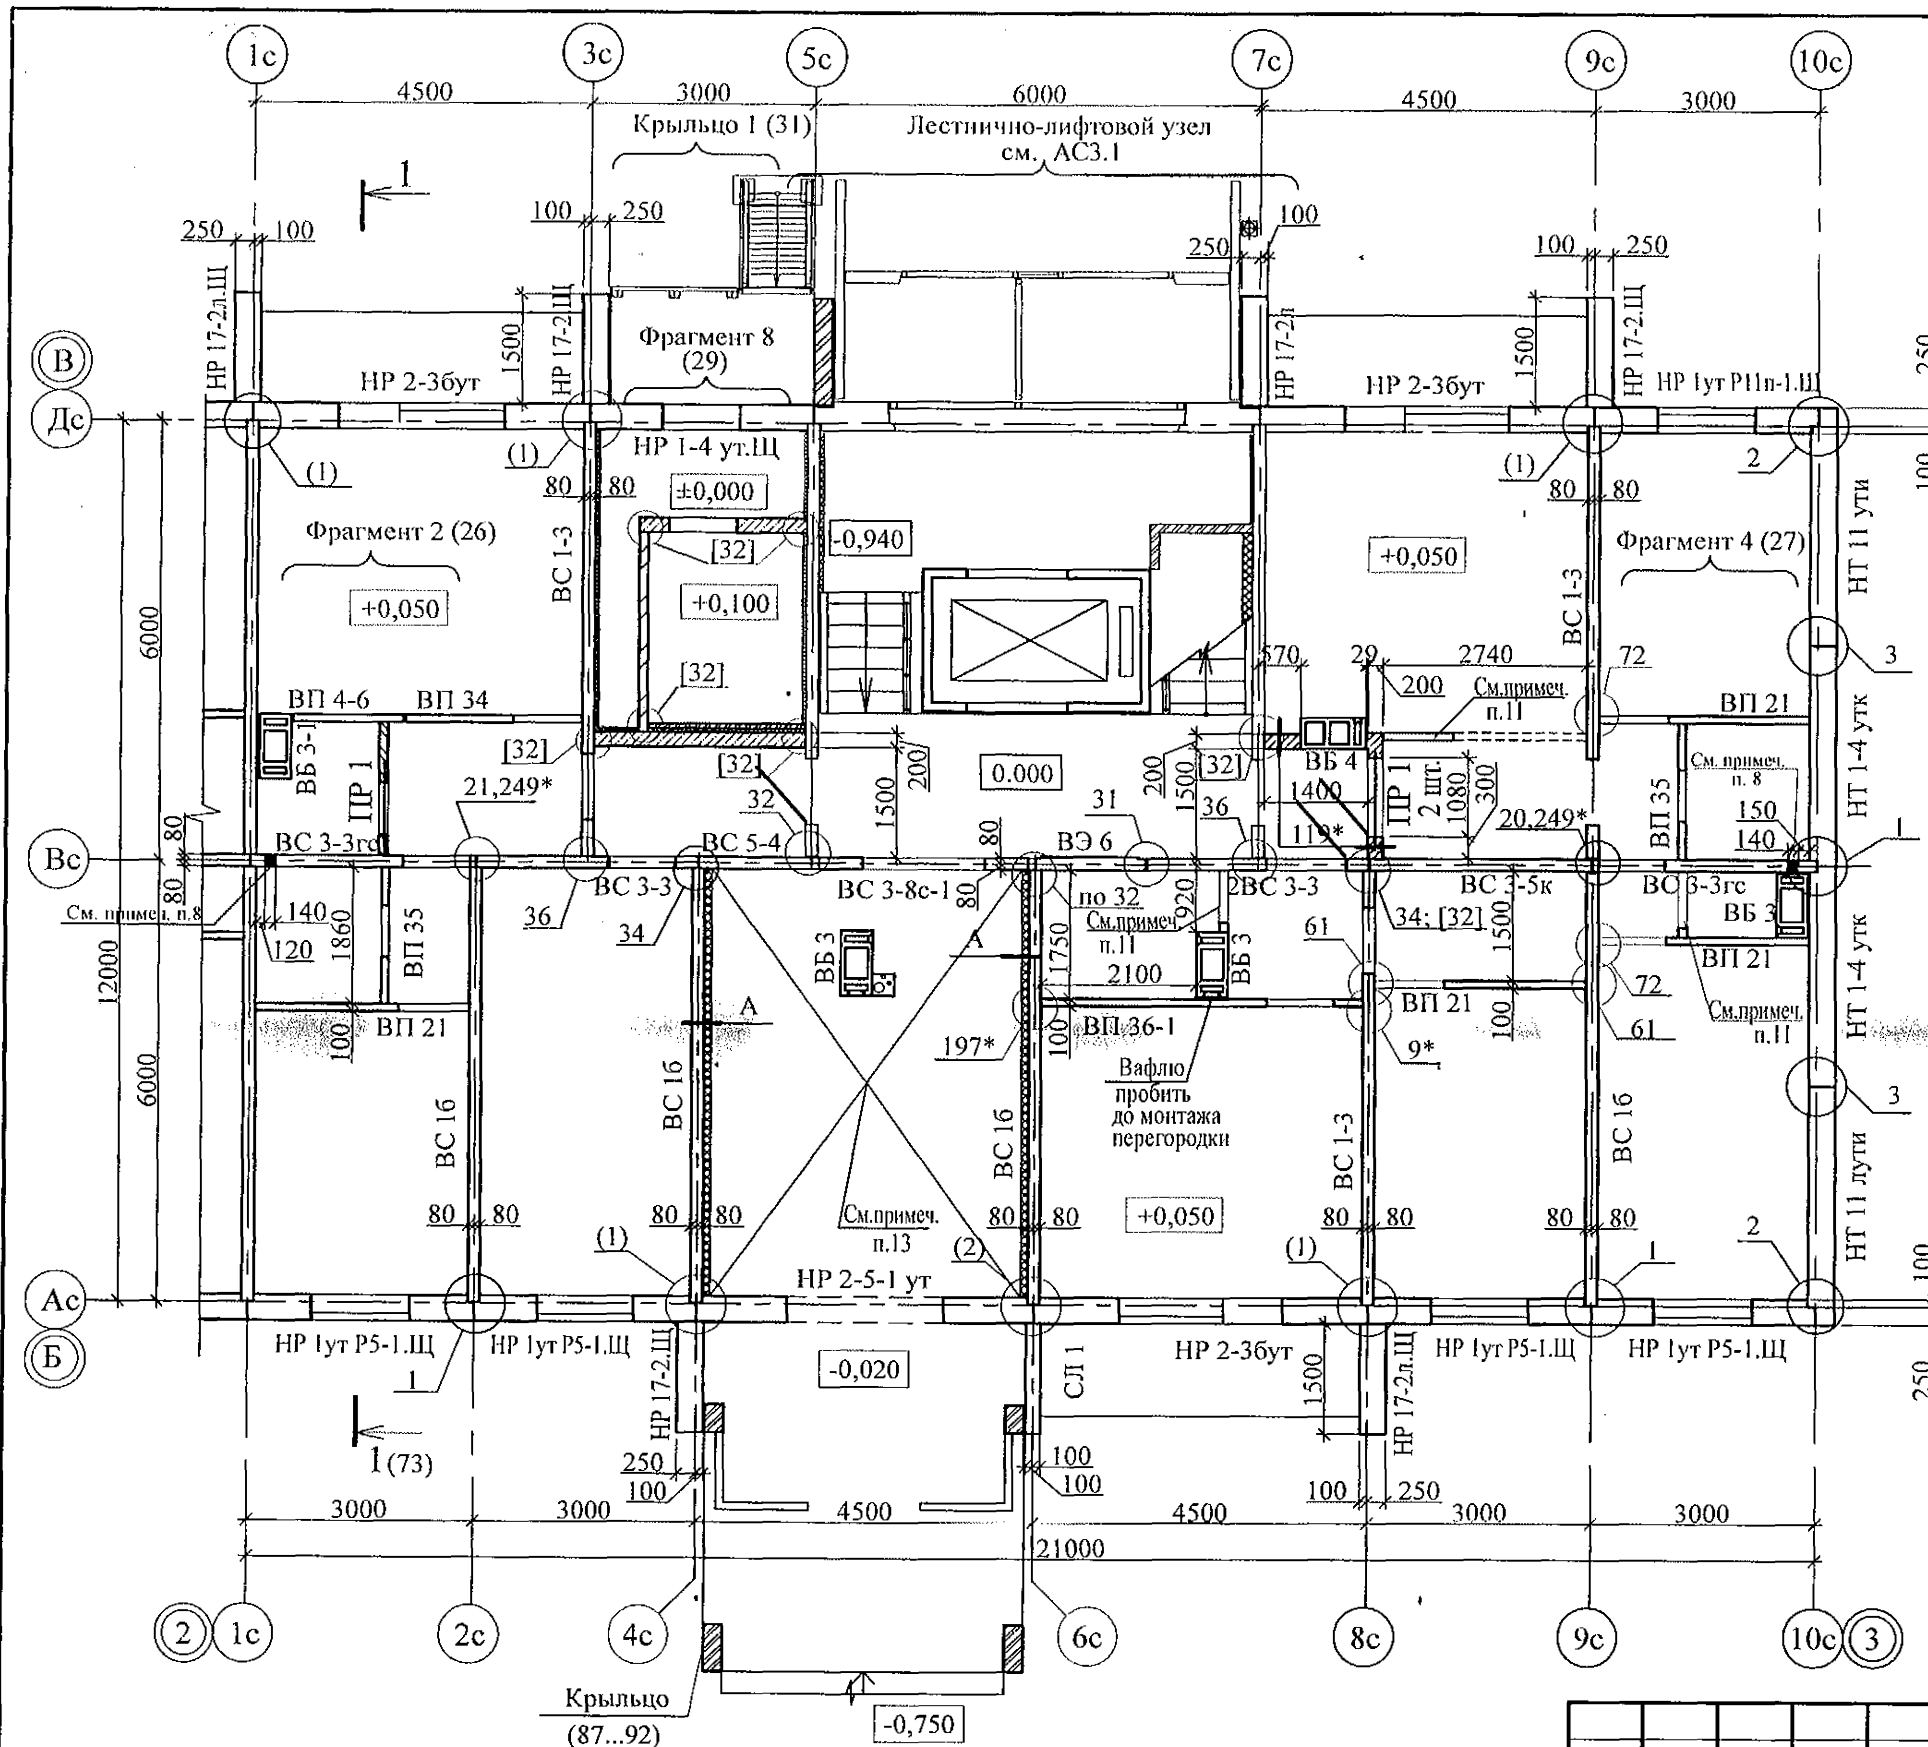 1с 3с 5с 7с 9с 10с
4500 3000 6000 4500 3000
Крыльцо 1 (31) Лестнично-лифтовой узел
см. АС3.1
1
100 250 100
250 100 250 100 250
НР 17-2л.Щ НР 17-2.Щ НР 17-2л НР 17-2.Щ
1500 1500 250
Фрагмент 8
(29)
В
НР 2-3бут НР 2-3бут НР 1ут Р11п-1.Щ
Дс
(1) (1) НР 1-4 ут.Щ (1) 2
100
80 80 ±0,000 80 80
НТ 11 ути
Фрагмент 2 (26) ВС 1-3 [32] -0,940 +0,050 Фрагмент 4 (27)
+0,050 +0,100 ВС 1-3
6000
570 29 2740 72 3
[32] 200 См.примеч.
п.11
ВП 4-6 ВП 34 ВП 21
НТ 1-4 утк
ВБ 3-1 ПР 1 [32] [32] 200 0.000 200 [32] ВБ 4 ПР 1
2 шт. 1080 300 ВП 35 См. примеч.
п. 8
21,249* 32 1500 1500 1400 20,249* 150
31 36 119* 140 1
80 ВС 3-3гс ВС 5-4 80 ВЭ 6
Вс
80 ВС 3-3 ВС 3-8с-1 80 2ВС 3-3 ВС 3-5к ВС 3-3гс
См. примеч. п.8 140 36 34 по 32 920 34; [32] 1500 ВБ 3
120 1860 ВП 35 ВБ 3 А См.примеч.
п.11 ВБ 3 61 НТ 1-4 утк
12000 1750 2100 ВП 21
72
100 ВП 21 А 100 ВП 36-1 ВП 21 100 См.примеч.
п.11
197* 9* 61
6000 Вафлю
пробить
до монтажа
перегородки
3
ВС 1б ВС 1б ВС 1б ВС 1-3 ВС 1б
НТ 11 лути
80 80 80 80 См.примеч.
п.13 80 80 +0,050 80 80 80 80
(1) (2) (1) 1 2
НР 2-5-1 ут 100
Ас
Б
НР 1ут Р5-1.Щ НР 1ут Р5-1.Щ НР 2-3бут НР 1ут Р5-1.Щ НР 1ут Р5-1.Щ
1 -0,020 СЛ 1 1500 250
НР 17-2.Щ НР 17-2л.Щ
1 (73)
250 100
100 100 100 250
3000 3000 4500 4500 3000 3000
21000
2 1с 2с 4с 6с 8с 9с 10с 3
Крыльцо
(87...92) -0,750